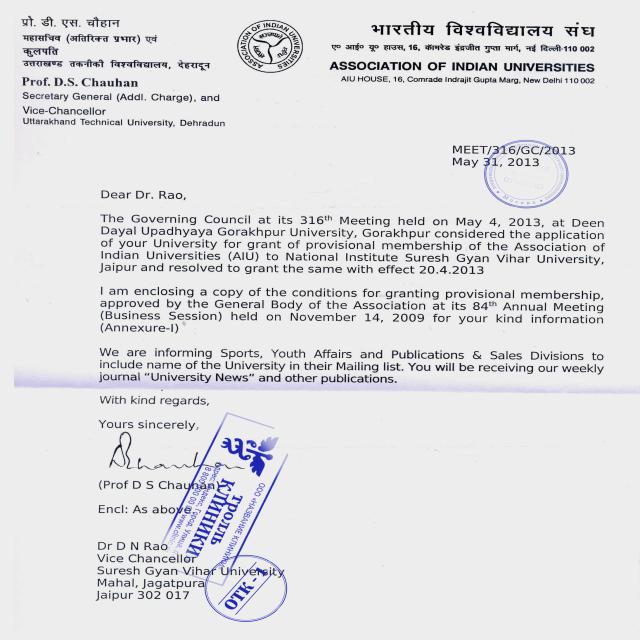 प्रो. डी. एस. चौहान
महासचिव (अतिरिक्त प्रभार) एवं
कुलपति
उत्तराखण्ड तकनीकी विश्वविद्यालय, देहरादून
Prof. D.S. Chauhan
Secretary General (Addl. Charge), and
Vice-Chancellor
Uttarakhand Technical University, Dehradun
ASSOCIATION OF INDIAN UNIVERSITIES
भारतीय विश्वविद्यालय संघ
ए० आई० यू० हाउस, 16, कामरेड इंद्रजीत गुप्ता मार्ग, नई दिल्ली-110 002
ASSOCIATION OF INDIAN UNIVERSITIES
AIU HOUSE, 16, Comrade Indrajit Gupta Marg, New Delhi 110 002
MEET/316/GC/2013
May 31, 2013
Dear Dr. Rao,
The Governing Council at its 316th Meeting held on May 4, 2013, at Deen
Dayal Upadhyaya Gorakhpur University, Gorakhpur considered the application
of your University for grant of provisional membership of the Association of
Indian Universities (AIU) to National Institute Suresh Gyan Vihar University,
Jaipur and resolved to grant the same with effect 20.4.2013
I am enclosing a copy of the conditions for granting provisional membership,
approved by the General Body of the Association at its 84th Annual Meeting
(Business Session) held on November 14, 2009 for your kind information
(Annexure-I)
We are informing Sports, Youth Affairs and Publications & Sales Divisions to
include name of the University in their Mailing list. You will be receiving our weekly
journal “University News” and other publications.
With kind regards,
Yours sincerely,
(Prof D S Chauhan)
Encl: As above
Dr D N Rao
Vice Chancellor
Suresh Gyan Vihar University
Mahal, Jagatpura
Jaipur 302 017
ООО «НАЗВАНИЕ КЛИНИКИ»
ТРОЛЛЬ
КЛИНИКИ
УЗИ - 1